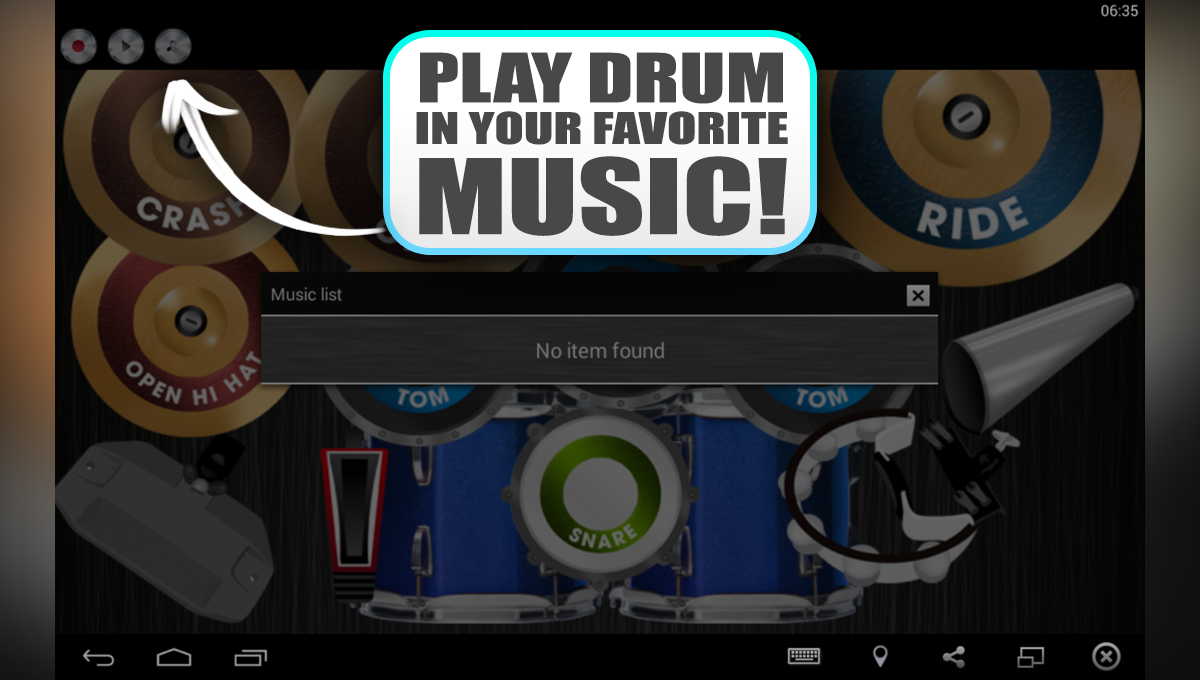 06:35
PLAY DRUM
IN YOUR FAVORITE
MUSIC!
CRASH
RIDE
Music list
No item found
OPEN HI HAT
TOM
TOM
SNARE